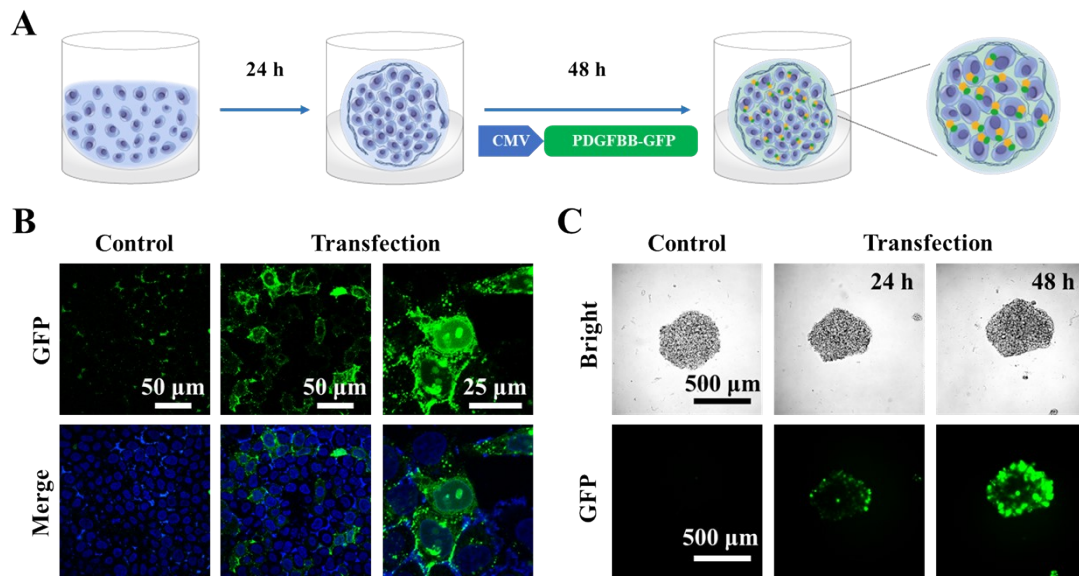 A
24 h
48 h
CMV
PDGFBB-GFP
B
Control
Transfection
GFP
50 μm
50 μm
25 μm
Merge
C
Control
Transfection
Bright
24 h
48 h
500 μm
GFP
500 μm